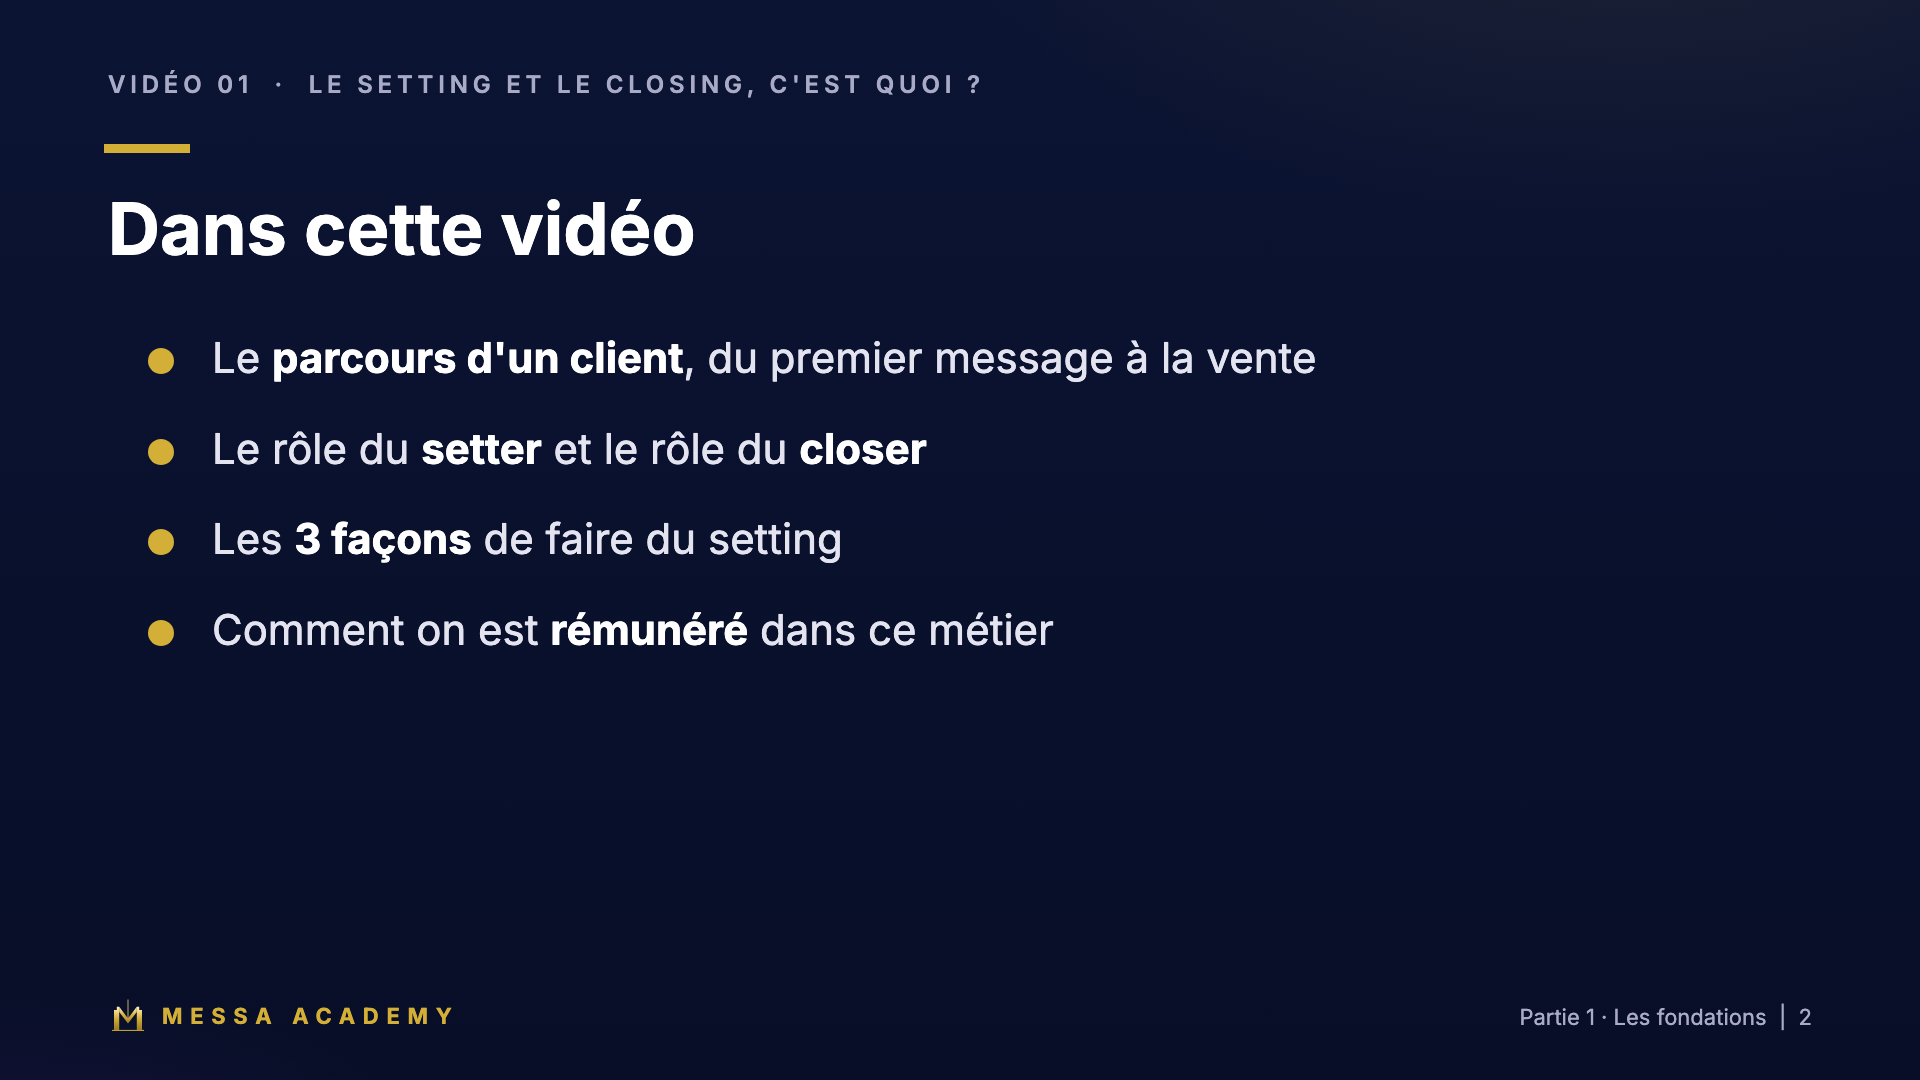 VIDÉO 01 · LE SETTING ET LE CLOSING, C'EST QUOI ?
Dans cette vidéo
Le parcours d'un client, du premier message à la vente
Le rôle du setter et le rôle du closer
Les 3 façons de faire du setting
Comment on est rémunéré dans ce métier
MESSA ACADEMY
Partie 1 · Les fondations | 2